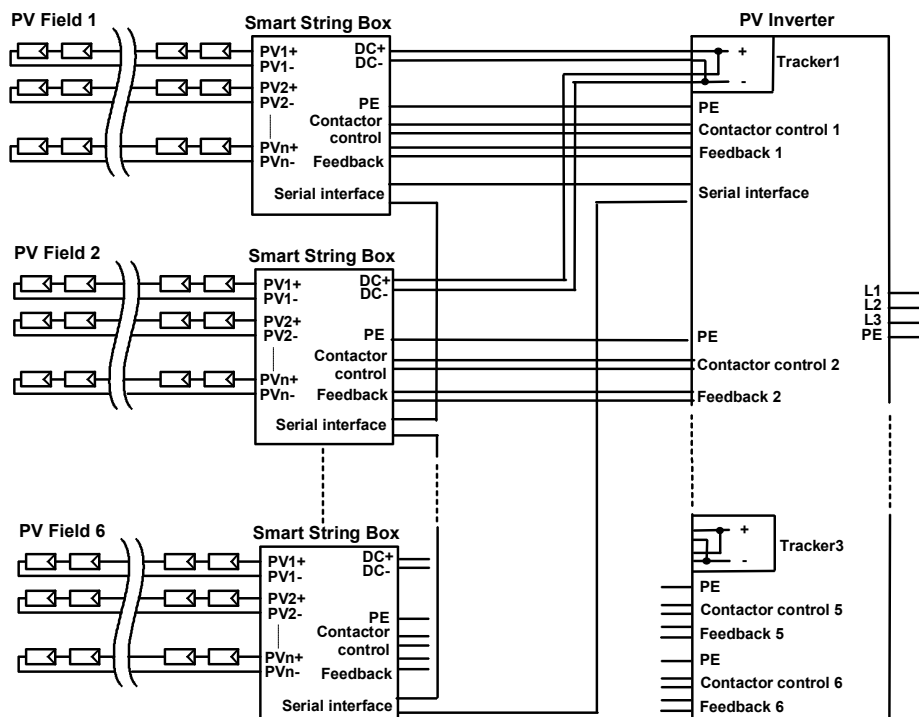 PV Field 1
Smart String Box
PV1+
PV1-
PV2+
PV2-
PVn+
PVn-
DC+
DC-
PE
Contactor
control
Feedback
Serial interface
PV Inverter
+
-
Tracker1
PE
Contactor control 1
Feedback 1
Serial interface
PV Field 2
Smart String Box
PV1+
PV1-
PV2+
PV2-
PVn+
PVn-
DC+
DC-
PE
Contactor
control
Feedback
Serial interface
L1
L2
L3
PE
PE
Contactor control 2
Feedback 2
PV Field 6
Smart String Box
PV1+
PV1-
PV2+
PV2-
PVn+
PVn-
DC+
DC-
PE
Contactor
control
Feedback
Serial interface
+
-
Tracker3
PE
Contactor control 5
Feedback 5
PE
Contactor control 6
Feedback 6